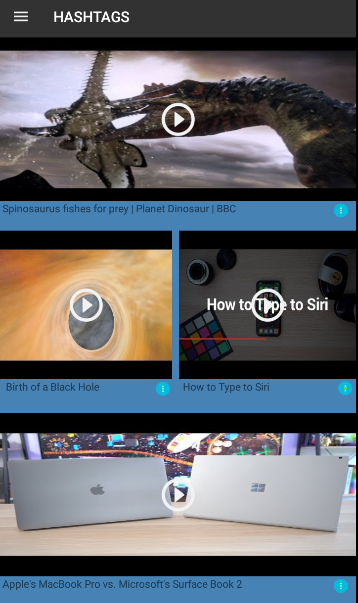 HASHTAGS
Spinosaurus fishes for prey | Planet Dinosaur | BBC
How to Type to Siri
Birth of a Black Hole
How to Type to Siri
Apple's MacBook Pro vs. Microsoft's Surface Book 2